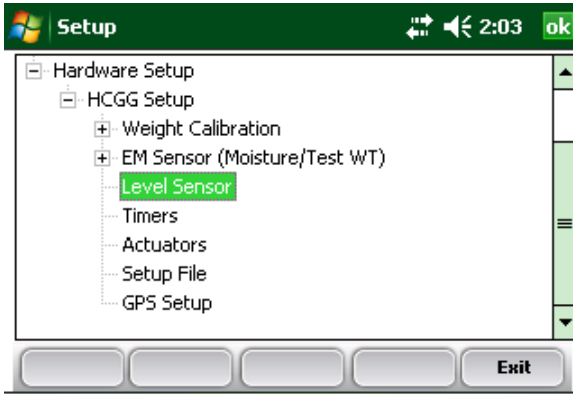 Setup 2:03 ok
Hardware Setup
HCGG Setup
Weight Calibration
EM Sensor (Moisture/Test WT)
Level Sensor
Timers
Actuators
Setup File
GPS Setup
Exit